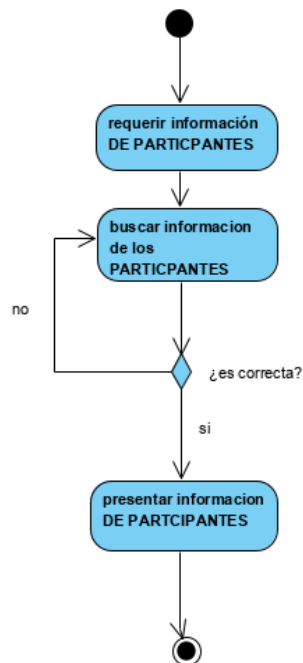 requerir información
DE PARTICPANTES
buscar informacion
de los
PARTICPANTES
no
¿es correcta?
si
presentar informacion
DE PARTCIPANTES